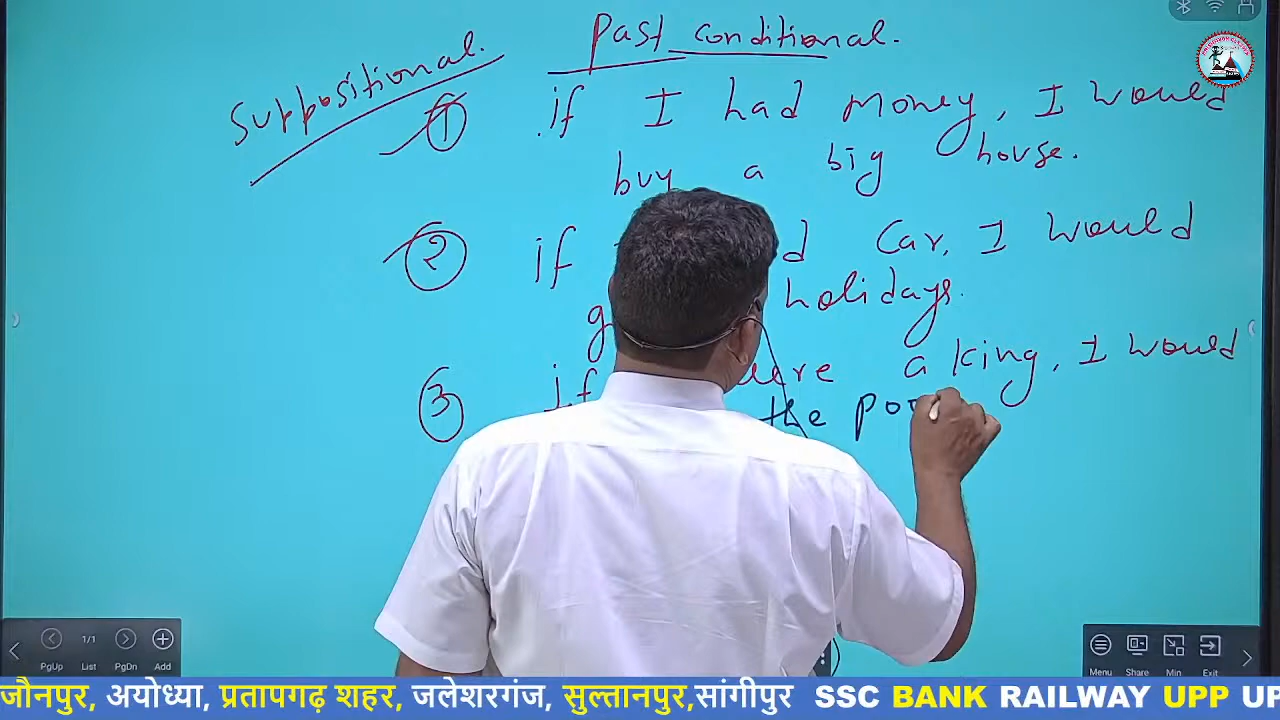 Past conditional.
Suppositional.
① if I had money, I would
buy a big house.
② if Car, I would
holidays.
③ if were a king, I would
the
PgUp 1/1 List PgDn Add
Menu Share Min Exit
जौनपुर, अयोध्या, प्रतापगढ़ शहर, जलेशरगंज, सुल्तानपुर,सांगीपुर SSC BANK RAILWAY UPP UP